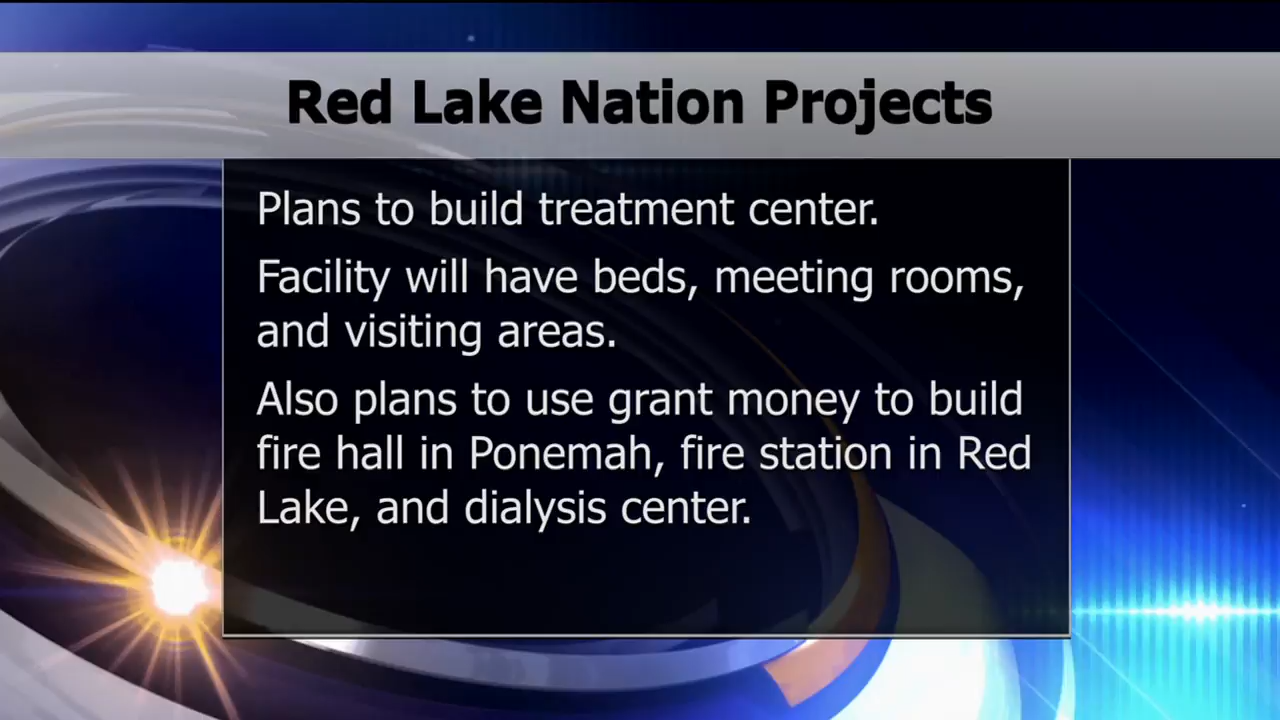 Red Lake Nation Projects
Plans to build treatment center.
Facility will have beds, meeting rooms,
and visiting areas.
Also plans to use grant money to build
fire hall in Ponemah, fire station in Red
Lake, and dialysis center.